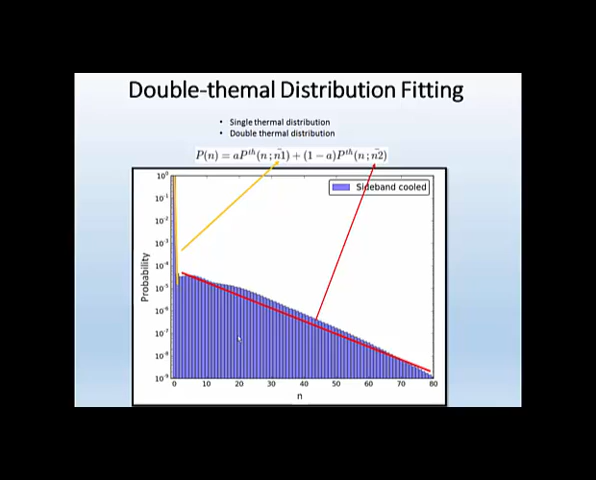 Double-themal Distribution Fitting
• Single thermal distribution
• Double thermal distribution
P(n) = aP^{th}(n; n̄1) + (1 − a)P^{th}(n; n̄2)
Sideband cooled
Probability
10^0
10^-1
10^-2
10^-3
10^-4
10^-5
10^-6
10^-7
10^-8
10^-9
0 10 20 30 40 50 60 70 80
n